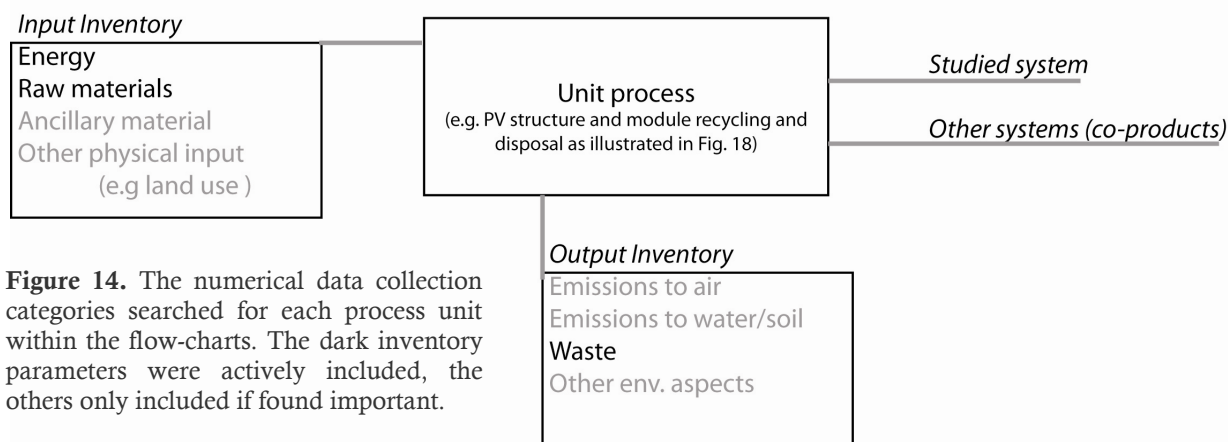 Input Inventory
Energy
Raw materials
Ancillary material
Other physical input
(e.g land use )
Unit process
(e.g. PV structure and module recycling and
disposal as illustrated in Fig. 18)
Studied system
Other systems (co-products)
Output Inventory
Emissions to air
Emissions to water/soil
Waste
Other env. aspects
Figure 14. The numerical data collection
categories searched for each process unit
within the flow-charts. The dark inventory
parameters were actively included, the
others only included if found important.